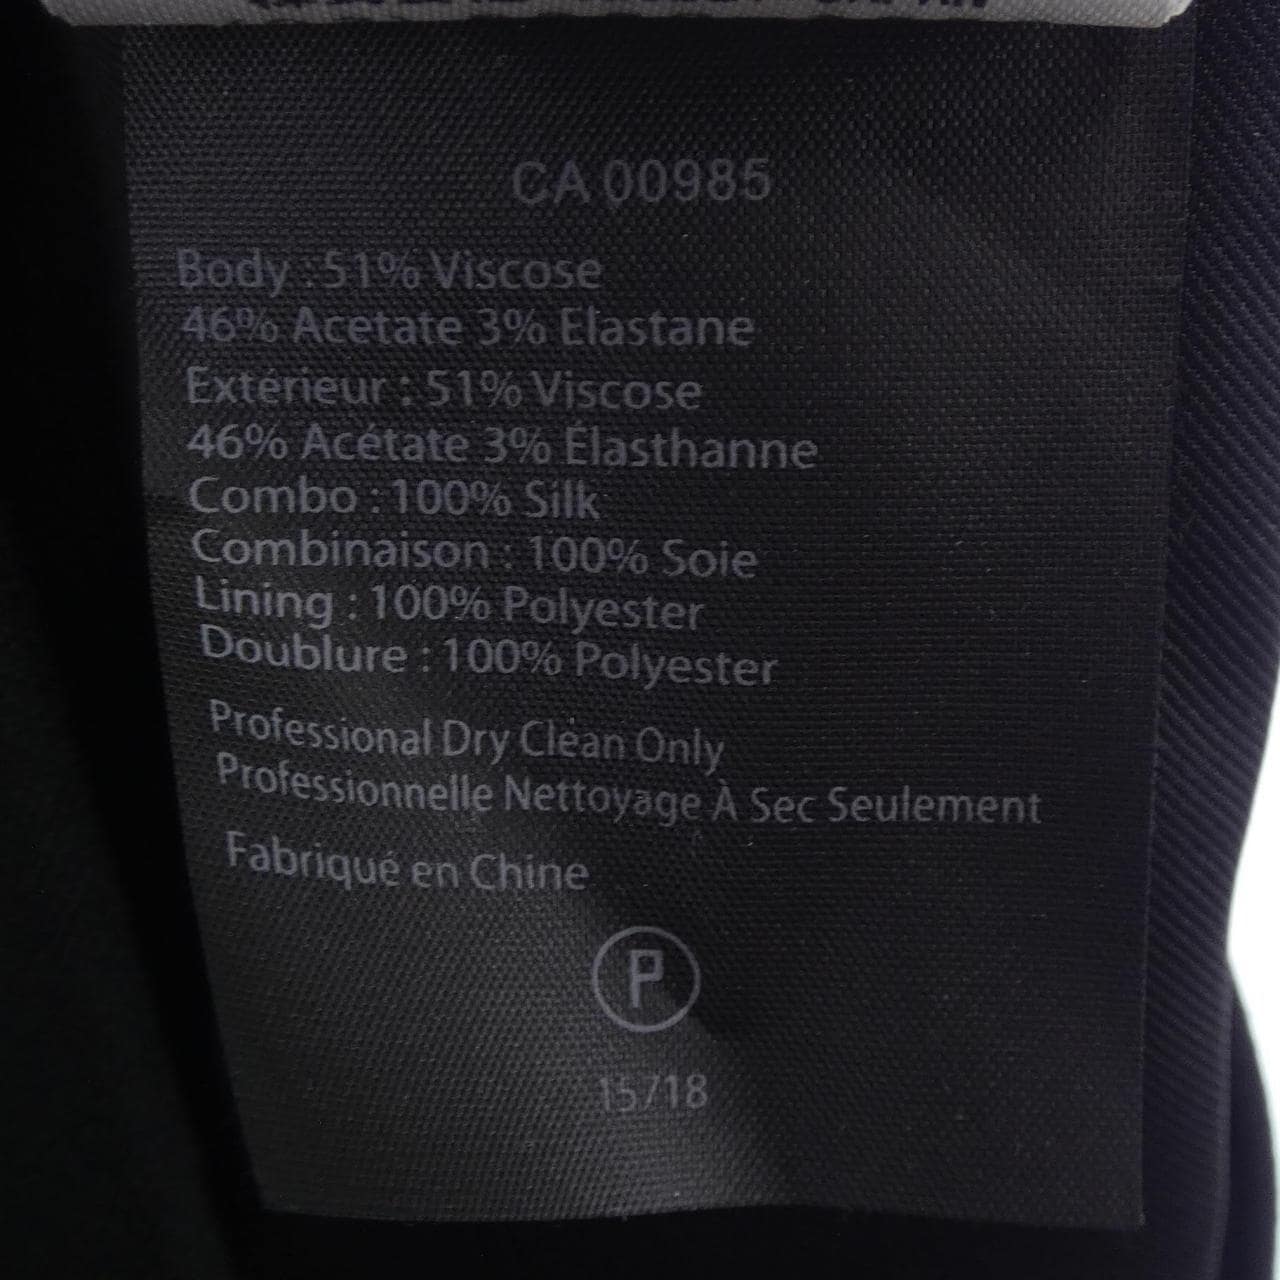 CA 00985
Body : 51% Viscose
46% Acetate 3% Elastane
Extérieur : 51% Viscose
46% Acétate 3% Élasthanne
Combo : 100% Silk
Combinaison : 100% Soie
Lining : 100% Polyester
Doublure : 100% Polyester
Professional Dry Clean Only
Professionnelle Nettoyage À Sec Seulement
Fabriqué en Chine
P
15718